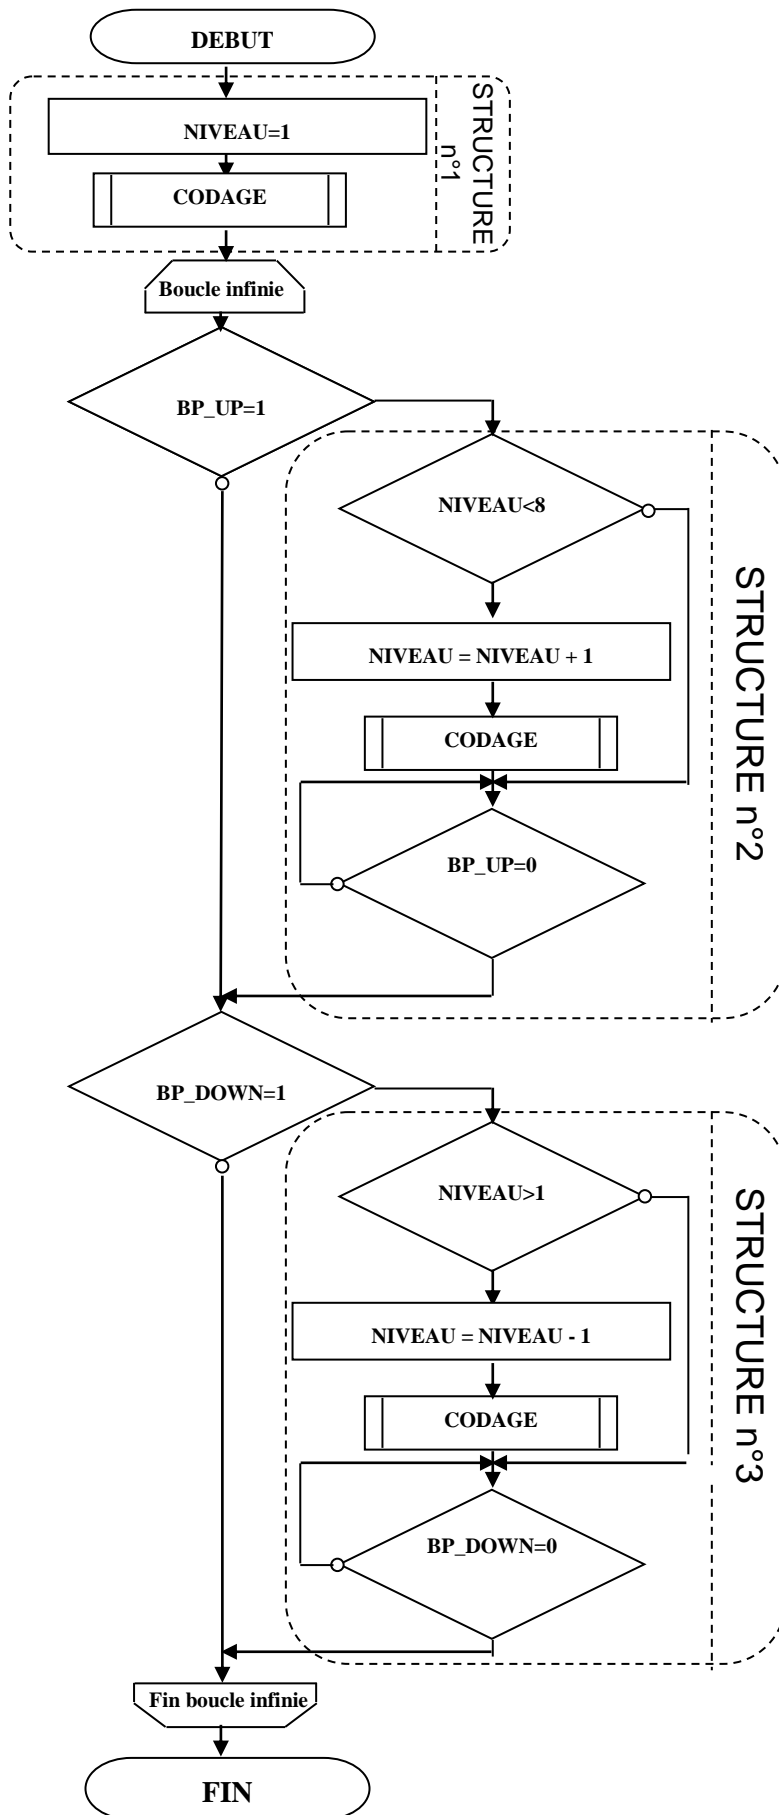 DEBUT
NIVEAU=1
CODAGE
STRUCTURE
n°1
Boucle infinie
BP_UP=1
NIVEAU<8
NIVEAU = NIVEAU + 1
CODAGE
BP_UP=0
STRUCTURE n°2
BP_DOWN=1
NIVEAU>1
NIVEAU = NIVEAU - 1
CODAGE
BP_DOWN=0
STRUCTURE n°3
Fin boucle infinie
FIN